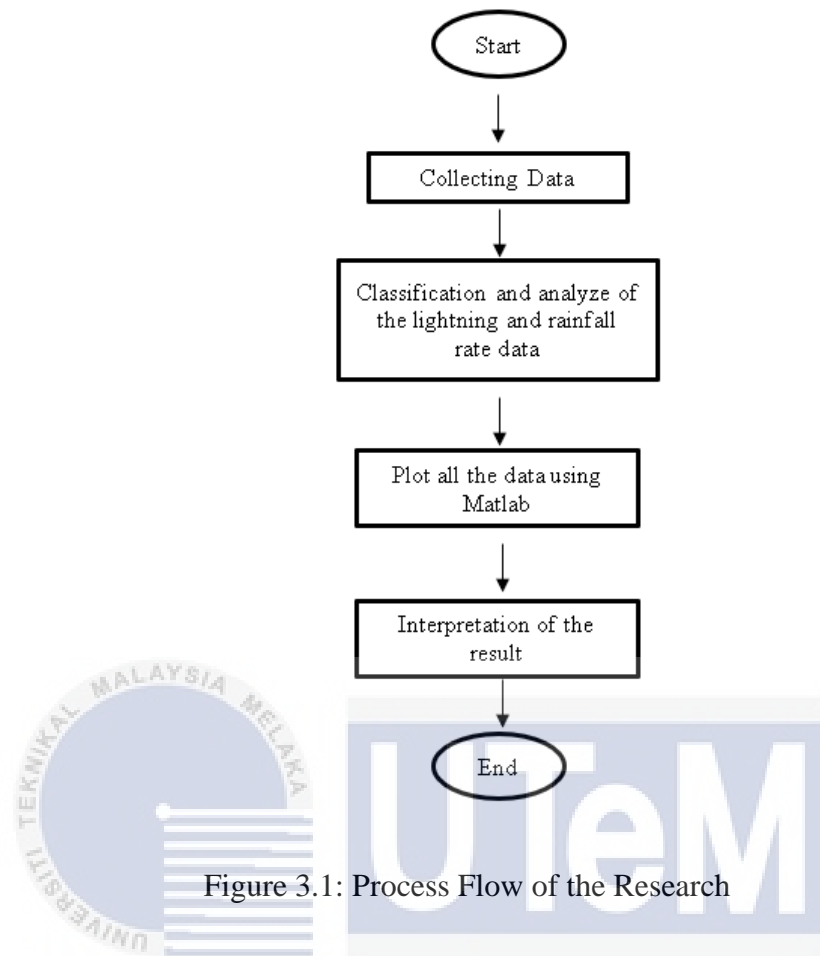 Start
Collecting Data
Classification and analyze of
the lightning and rainfall
rate data
Plot all the data using
Matlab
Interpretation of the
result
End
UNIVERSITI TEKNIKAL MALAYSIA MELAKA
UTeM
Figure 3.1: Process Flow of the Research